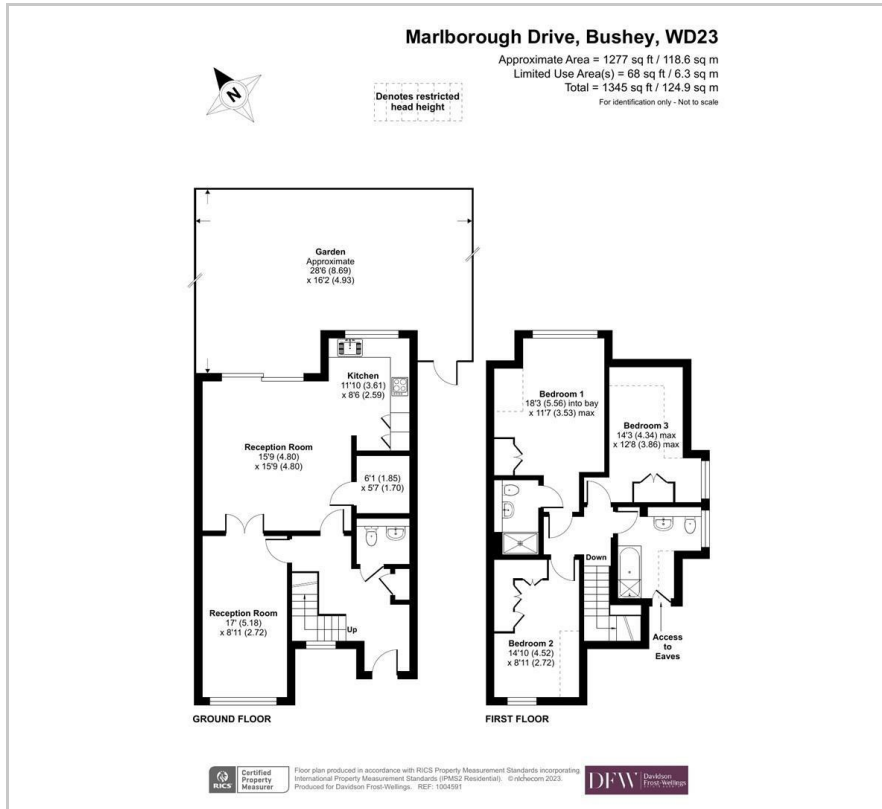 Marlborough Drive, Bushey, WD23
Approximate Area = 1277 sq ft / 118.6 sq m
Limited Use Area(s) = 68 sq ft / 6.3 sq m
Total = 1345 sq ft / 124.9 sq m
For identification only - Not to scale
N
Denotes restricted
head height
Garden
Approximate
28'6 (8.69)
x 16'2 (4.93)
Kitchen
11'10 (3.61)
x 8'6 (2.59)
Reception Room
15'9 (4.80)
x 15'9 (4.80)
6'1 (1.85)
x 5'7 (1.70)
Reception Room
17' (5.18)
x 8'11 (2.72)
Up
GROUND FLOOR
Bedroom 1
18'3 (5.56) into bay
x 11'7 (3.53) max
Bedroom 3
14'3 (4.34) max
x 12'8 (3.86) max
Down
Bedroom 2
14'10 (4.52)
x 8'11 (2.72)
Access
to
Eaves
FIRST FLOOR
RICS
Certified
Property
Measurer
Floor plan produced in accordance with RICS Property Measurement Standards incorporating
International Property Measurement Standards (IPMS2 Residential). © nichecom 2023.
Produced for Davidson Frost-Wellings. REF: 1004591
DFW
Davidson
Frost-Wellings